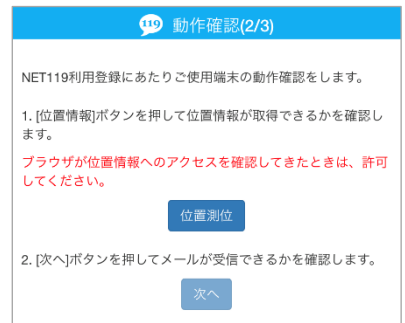 119 動作確認(2/3)
NET119利用登録にあたりご使用端末の動作確認をします。
1. [位置情報]ボタンを押して位置情報が取得できるかを確認し
ます。
ブラウザが位置情報へのアクセスを確認してきたときは、許可
してください。
位置測位
2. [次へ]ボタンを押してメールが受信できるかを確認します。
次へ